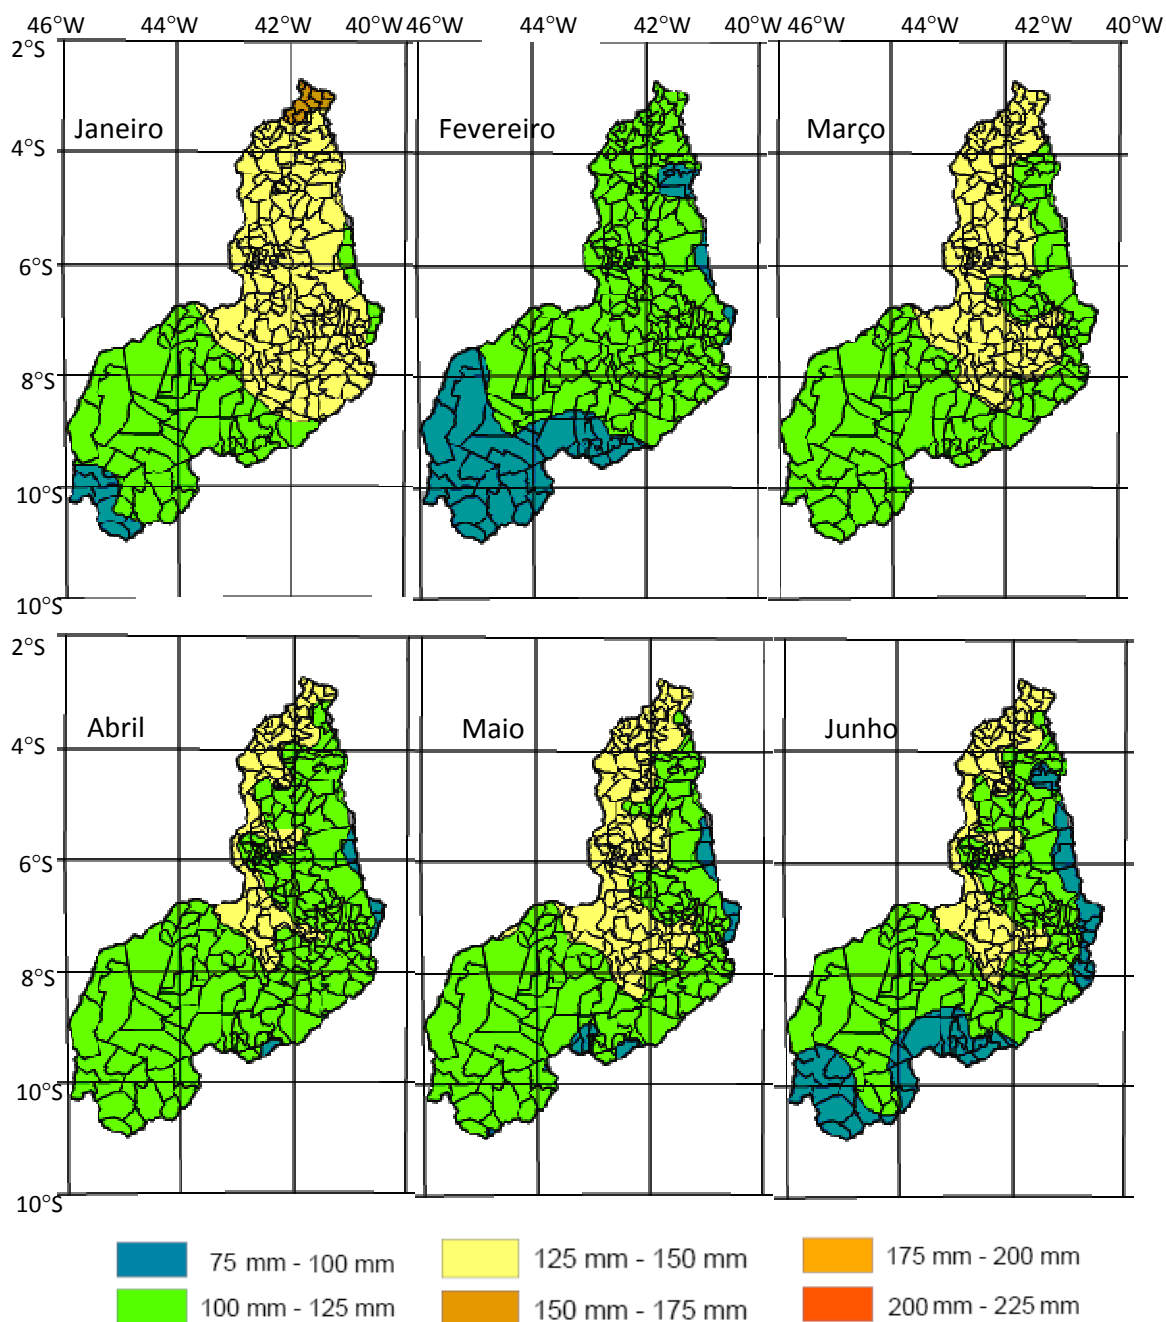 46°W 44°W 42°W 40°W 46°W 44°W 42°W 40°W 46°W 44°W 42°W 40°W
2°S
Janeiro Fevereiro Março
4°S
6°S
8°S
10°S
10°S
2°S
Abril Maio Junho
4°S
6°S
8°S
10°S
10°S
75 mm - 100 mm 125 mm - 150 mm 175 mm - 200 mm
100 mm - 125 mm 150 mm - 175 mm 200 mm - 225 mm